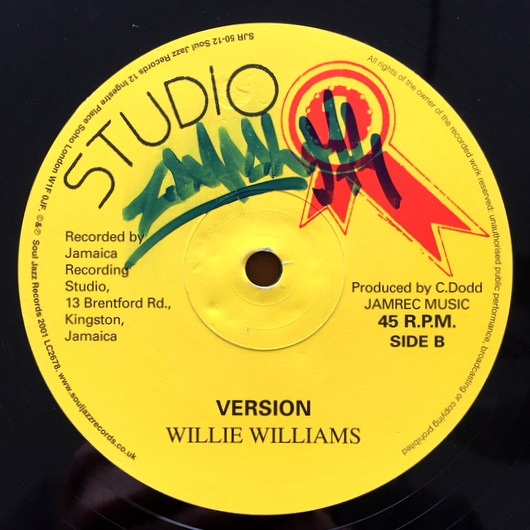 SJR 50-12 Soul Jazz Records 12 Ingestre Place Soho London W1F 0JF. ©&℗ Soul Jazz Records 2001 LC2678. www.souljazzrecords.co.uk
All rights of the owner of the recorded work reserved: unauthorised public performance, broadcasting or copying prohibited
STUDIO
Recorded by
Jamaica
Recording
Studio,
13 Brentford Rd.,
Kingston,
Jamaica
Produced by C.Dodd
JAMREC MUSIC
45 R.P.M.
SIDE B
VERSION
WILLIE WILLIAMS